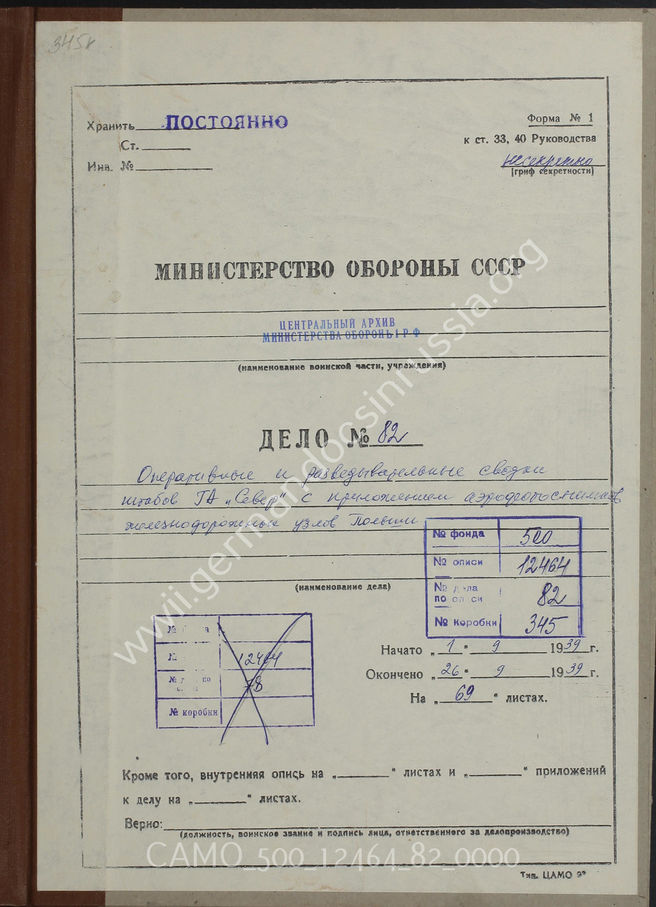 345к
Хранить ПОСТОЯННО
Ст.
Инв. №
Форма № 1
к ст. 33, 40 Руководства
несекретно
(гриф секретности)
МИНИСТЕРСТВО ОБОРОНЫ СССР
ЦЕНТРАЛЬНЫЙ АРХИВ
МИНИСТЕРСТВА ОБОРОНЫ РФ
(наименование воинской части, учреждения)
ДЕЛО № 82
Оперативные и разведывательные сводки
штабов ГА „Север" с приложением аэрофотоснимков
железнодорожных узлов Польши
(наименование дела)
№ фонда 500
№ описи 12464
№ дела по описи 82
№ коробки 345
12464
78
№ коробки
Начато „1" 9 1939 г.
Окончено „26" 9 1939 г.
На „69" листах.
Кроме того, внутренняя опись на „ " листах и „ " приложений
к делу на „ " листах.
Верно:
(должность, воинское звание и подпись лица, ответственного за делопроизводство)
CAMO_500_12464_82_0000
Тип. ЦАМО
www.germandocsinrussia.org